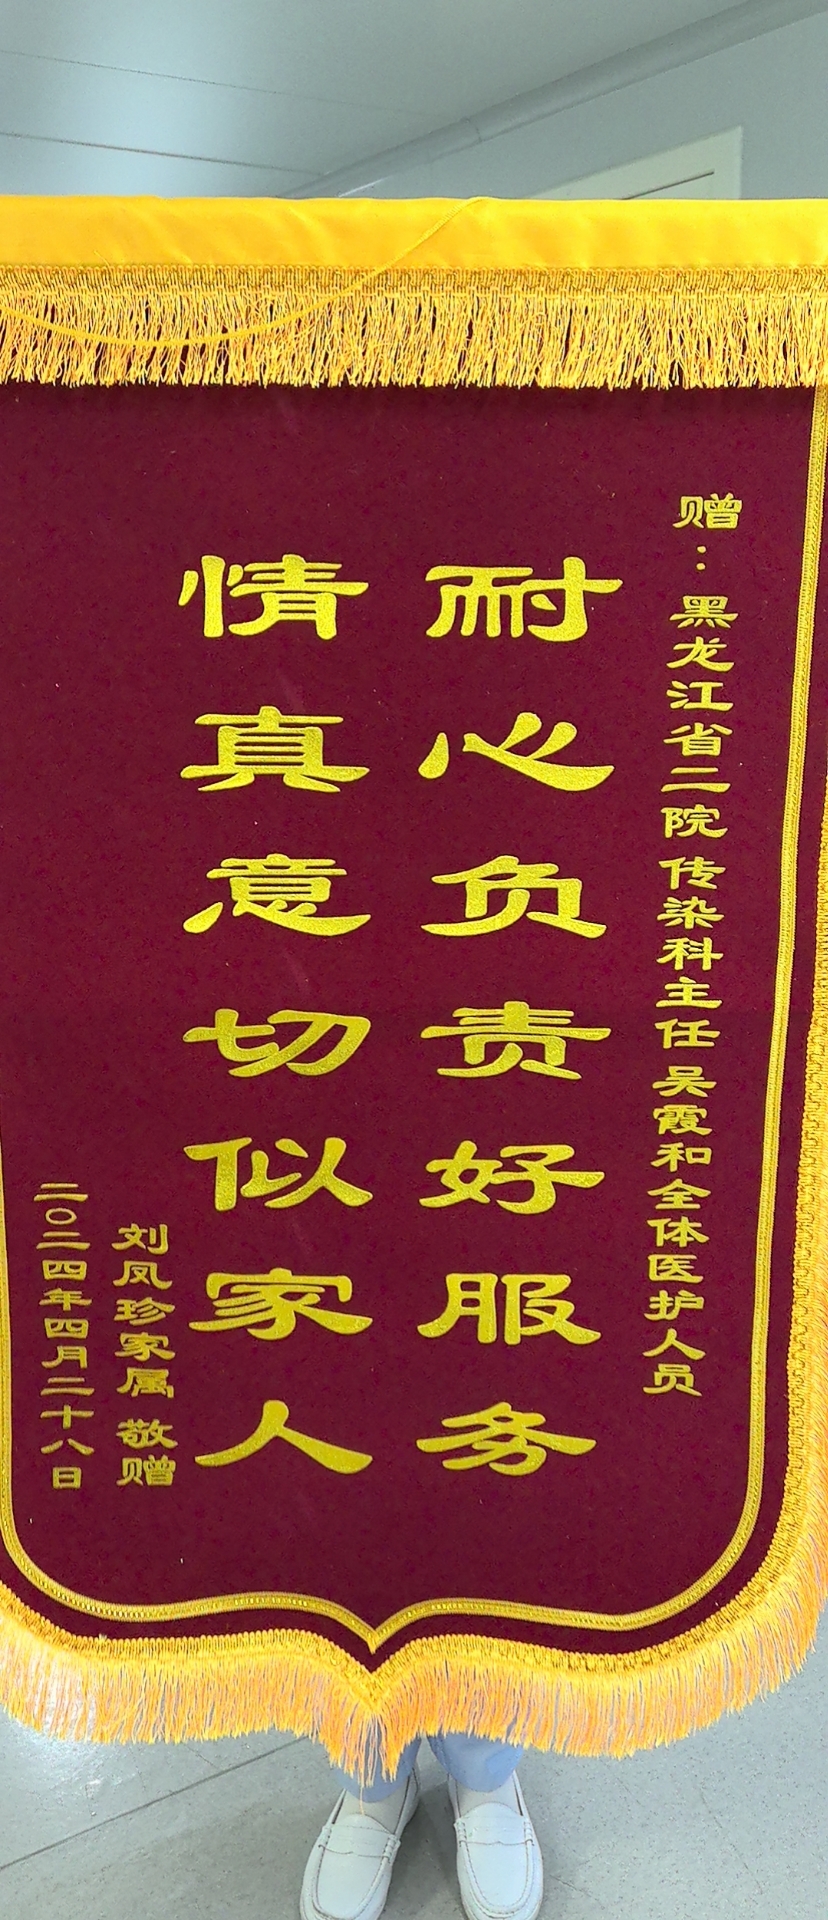 赠：黑龙江省二院传染科主任吴霞和全体医护人员
耐心负责好服务
情真意切似家人
刘凤珍家属 敬赠
二〇二四年四月二十八日